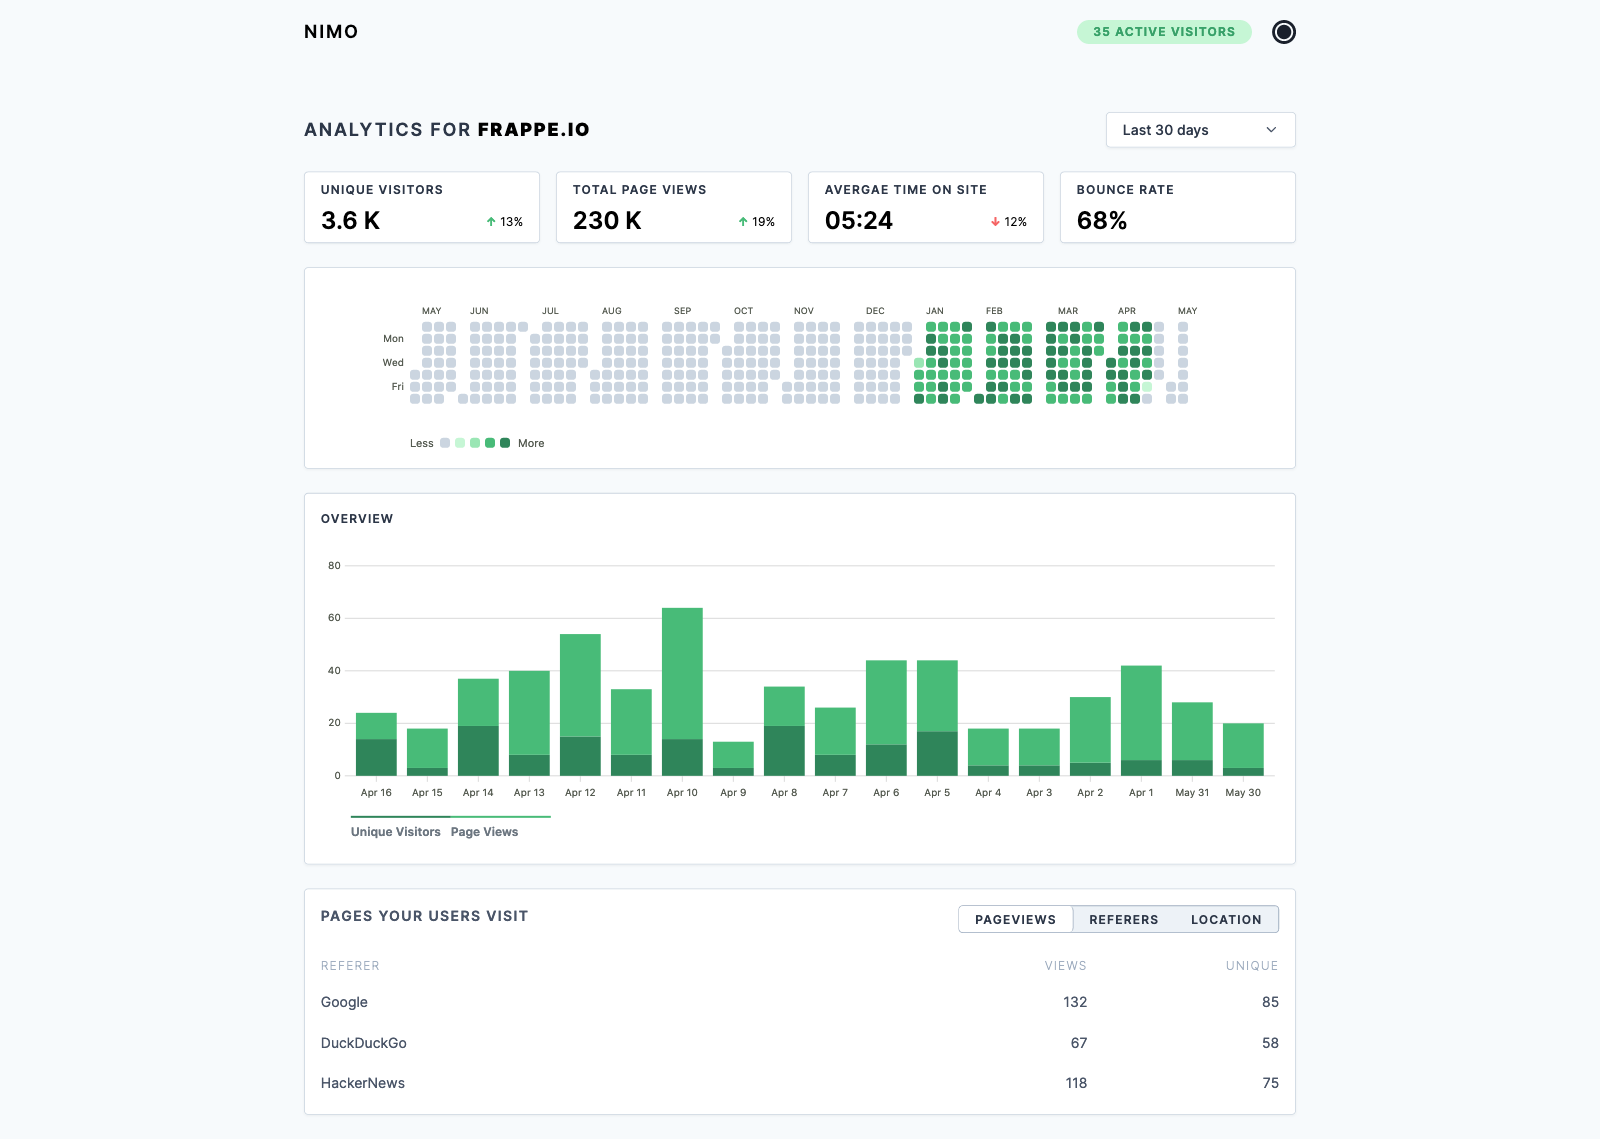 NIMO
35 ACTIVE VISITORS
ANALYTICS FOR FRAPPE.IO
Last 30 days
UNIQUE VISITORS
3.6 K
13%
TOTAL PAGE VIEWS
230 K
19%
AVERGAE TIME ON SITE
05:24
12%
BOUNCE RATE
68%
MAY JUN JUL AUG SEP OCT NOV DEC JAN FEB MAR APR MAY
Mon
Wed
Fri
Less More
OVERVIEW
80
60
40
20
0
Apr 16 Apr 15 Apr 14 Apr 13 Apr 12 Apr 11 Apr 10 Apr 9 Apr 8 Apr 7 Apr 6 Apr 5 Apr 4 Apr 3 Apr 2 Apr 1 May 31 May 30
Unique Visitors Page Views
PAGES YOUR USERS VISIT
PAGEVIEWS REFERERS LOCATION
REFERER VIEWS UNIQUE
Google 132 85
DuckDuckGo 67 58
HackerNews 118 75